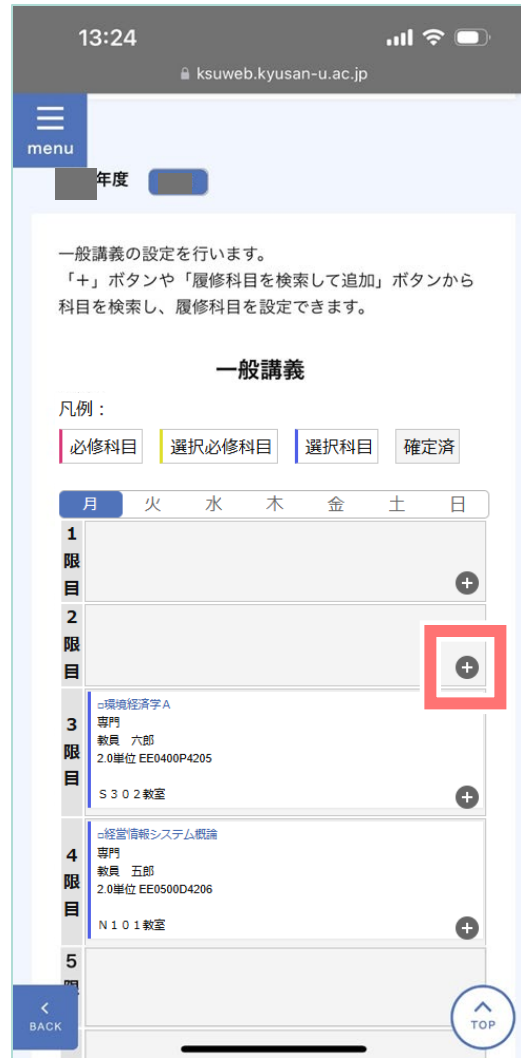 13:24
ksuweb.kyusan-u.ac.jp
menu
年度
一般講義の設定を行います。
「+」ボタンや「履修科目を検索して追加」ボタンから
科目を検索し、履修科目を設定できます。
一般講義
凡例：
必修科目 選択必修科目 選択科目 確定済
月 火 水 木 金 土 日
1
限
目
2
限
目
3
限
目
□環境経済学A
専門
教員　六郎
2.0単位 EE0400P4205
Ｓ３０２教室
4
限
目
□経営情報システム概論
専門
教員　五郎
2.0単位 EE0500D4206
Ｎ１０１教室
5
BACK
TOP